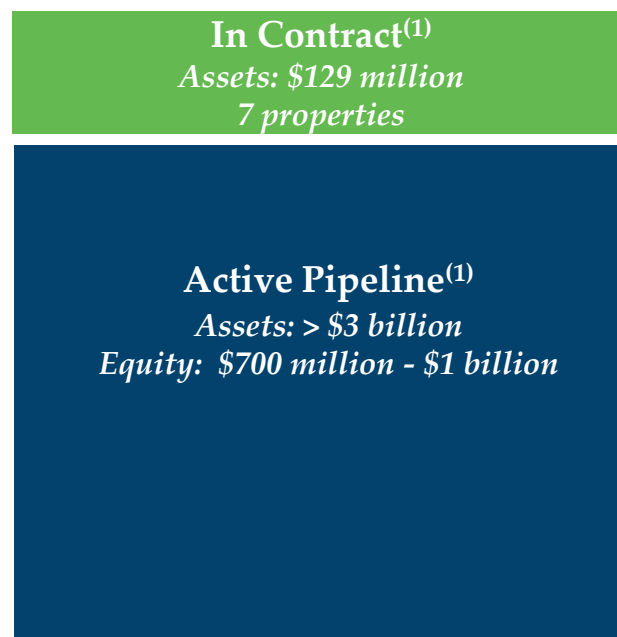 In Contract(1)
Assets: $129 million
7 properties
Active Pipeline(1)
Assets: > $3 billion
Equity:  $700 million - $1 billion